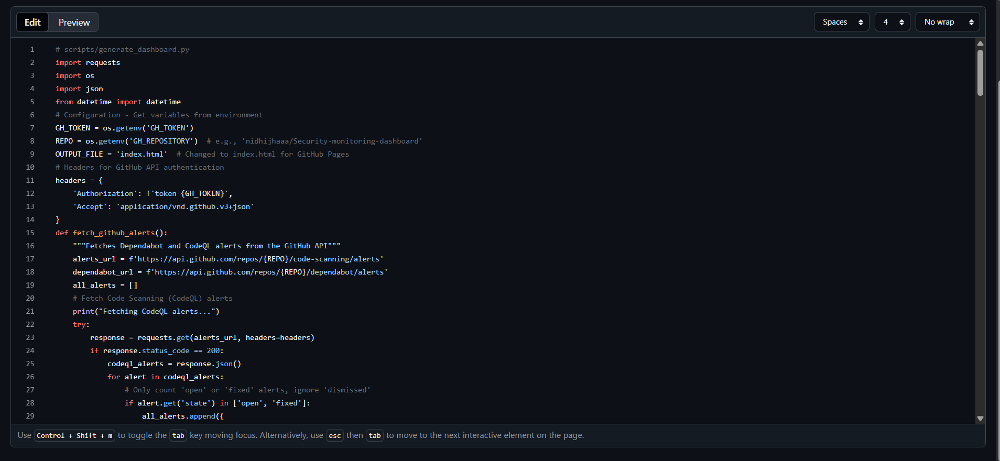 Edit Preview Spaces 4 No wrap
1 # scripts/generate_dashboard.py
2 import requests
3 import os
4 import json
5 from datetime import datetime
6 # Configuration - Get variables from environment
7 GH_TOKEN = os.getenv('GH_TOKEN')
8 REPO = os.getenv('GH_REPOSITORY')  # e.g., 'nidhijhaaa/Security-monitoring-dashboard'
9 OUTPUT_FILE = 'index.html'  # Changed to index.html for GitHub Pages
10 # Headers for GitHub API authentication
11 headers = {
12     'Authorization': f'token {GH_TOKEN}',
13     'Accept': 'application/vnd.github.v3+json'
14 }
15 def fetch_github_alerts():
16     """Fetches Dependabot and CodeQL alerts from the GitHub API"""
17     alerts_url = f'https://api.github.com/repos/{REPO}/code-scanning/alerts'
18     dependabot_url = f'https://api.github.com/repos/{REPO}/dependabot/alerts'
19     all_alerts = []
20     # Fetch Code Scanning (CodeQL) alerts
21     print("Fetching CodeQL alerts...")
22     try:
23         response = requests.get(alerts_url, headers=headers)
24         if response.status_code == 200:
25             codeql_alerts = response.json()
26             for alert in codeql_alerts:
27                 # Only count 'open' or 'fixed' alerts, ignore 'dismissed'
28                 if alert.get('state') in ['open', 'fixed']:
29                     all_alerts.append({
Use Control + Shift + m to toggle the tab key moving focus. Alternatively, use esc then tab to move to the next interactive element on the page.